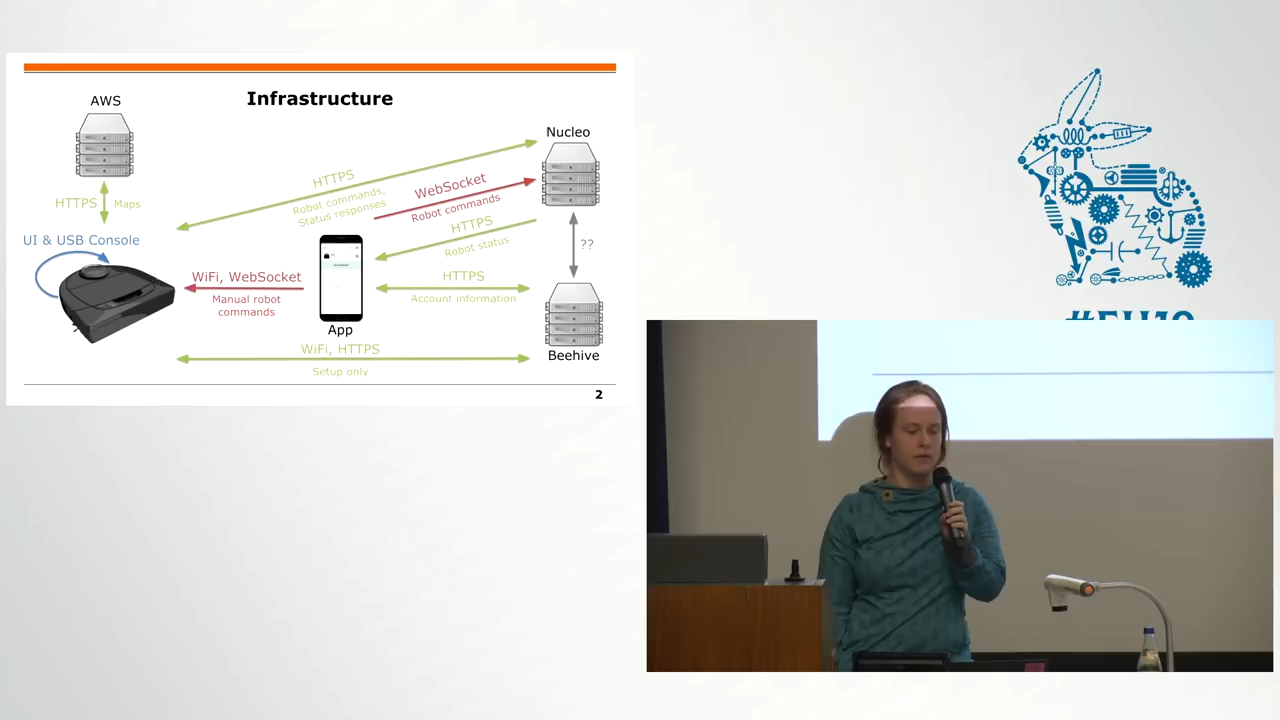 Infrastructure
AWS
Nucleo
HTTPS
Robot commands,
Status responses
WebSocket
Robot commands
HTTPS
Robot status
HTTPS
Maps
UI & USB Console
??
WiFi, WebSocket
Manual robot
commands
HTTPS
Account information
App
Beehive
WiFi, HTTPS
Setup only
2